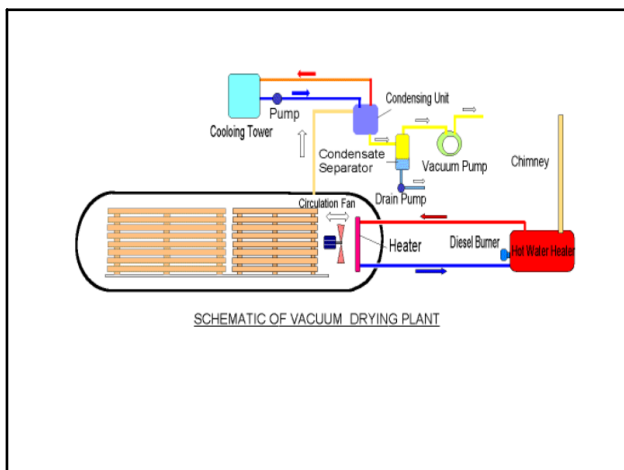 Condensing Unit
Pump
Cooloing Tower
Condensate
Separator
Vacuum Pump
Chimney
Drain Pump
Circulation Fan
Heater
Diesel Burner
Hot Water Heater
SCHEMATIC OF VACUUM DRYING PLANT